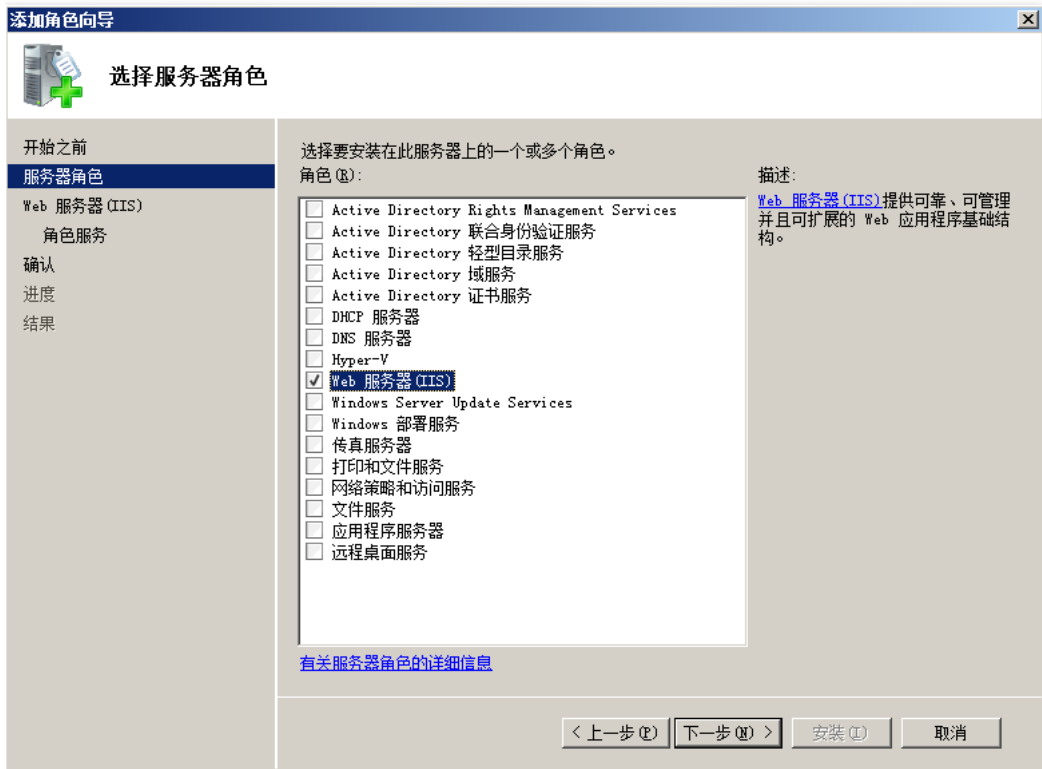 添加角色向导
选择服务器角色
开始之前
服务器角色
Web 服务器(IIS)
角色服务
确认
进度
结果
选择要安装在此服务器上的一个或多个角色。
角色(R):
Active Directory Rights Management Services
Active Directory 联合身份验证服务
Active Directory 轻型目录服务
Active Directory 域服务
Active Directory 证书服务
DHCP 服务器
DNS 服务器
Hyper-V
Web 服务器(IIS)
Windows Server Update Services
Windows 部署服务
传真服务器
打印和文件服务
网络策略和访问服务
文件服务
应用程序服务器
远程桌面服务
有关服务器角色的详细信息
描述:
Web 服务器(IIS)提供可靠、可管理
并且可扩展的 Web 应用程序基础结
构。
< 上一步(P) 下一步(N) > 安装(I) 取消